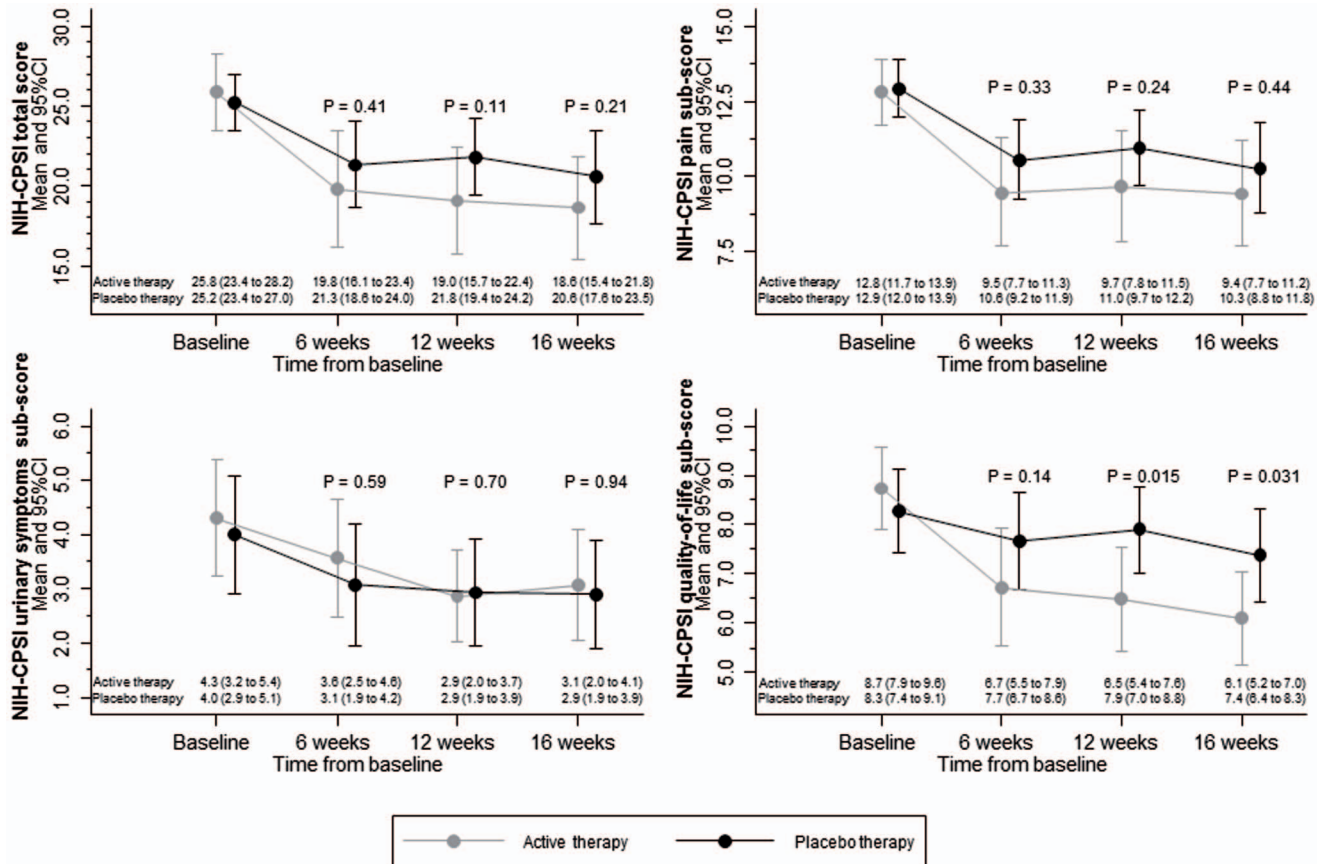 NIH-CPSI total score
Mean and 95%CI
30.0
25.0
20.0
15.0
P = 0.41 P = 0.11 P = 0.21
Active therapy 25.8 (23.4 to 28.2) 19.8 (16.1 to 23.4) 19.0 (15.7 to 22.4) 18.6 (15.4 to 21.8)
Placebo therapy 25.2 (23.4 to 27.0) 21.3 (18.6 to 24.0) 21.8 (19.4 to 24.2) 20.6 (17.6 to 23.5)
Baseline 6 weeks 12 weeks 16 weeks
Time from baseline
NIH-CPSI pain sub-score
Mean and 95%CI
15.0
12.5
10.0
7.5
P = 0.33 P = 0.24 P = 0.44
Active therapy 12.8 (11.7 to 13.9) 9.5 (7.7 to 11.3) 9.7 (7.8 to 11.5) 9.4 (7.7 to 11.2)
Placebo therapy 12.9 (12.0 to 13.9) 10.6 (9.2 to 11.9) 11.0 (9.7 to 12.2) 10.3 (8.8 to 11.8)
Baseline 6 weeks 12 weeks 16 weeks
Time from baseline
NIH-CPSI urinary symptoms sub-score
Mean and 95%CI
6.0
5.0
4.0
3.0
2.0
1.0
P = 0.59 P = 0.70 P = 0.94
Active therapy 4.3 (3.2 to 5.4) 3.6 (2.5 to 4.6) 2.9 (2.0 to 3.7) 3.1 (2.0 to 4.1)
Placebo therapy 4.0 (2.9 to 5.1) 3.1 (1.9 to 4.2) 2.9 (1.9 to 3.9) 2.9 (1.9 to 3.9)
Baseline 6 weeks 12 weeks 16 weeks
Time from baseline
NIH-CPSI quality-of-life sub-score
Mean and 95%CI
10.0
9.0
8.0
7.0
6.0
5.0
P = 0.14 P = 0.015 P = 0.031
Active therapy 8.7 (7.9 to 9.6) 6.7 (5.5 to 7.9) 6.5 (5.4 to 7.6) 6.1 (5.2 to 7.0)
Placebo therapy 8.3 (7.4 to 9.1) 7.7 (6.7 to 8.6) 7.9 (7.0 to 8.8) 7.4 (6.4 to 8.3)
Baseline 6 weeks 12 weeks 16 weeks
Time from baseline
Active therapy Placebo therapy